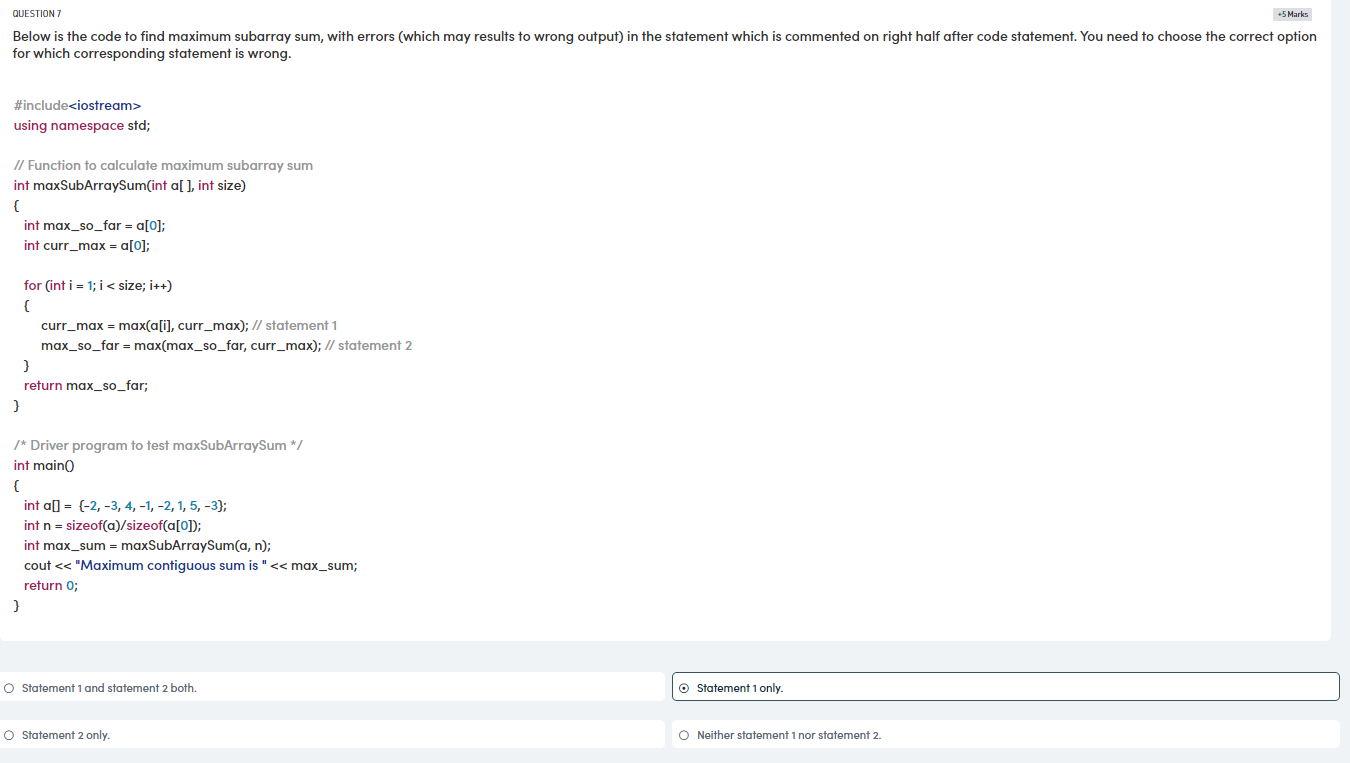 QUESTION 7
+5 Marks
Below is the code to find maximum subarray sum, with errors (which may results to wrong output) in the statement which is commented on right half after code statement. You need to choose the correct option
for which corresponding statement is wrong.
#include<iostream>
using namespace std;
// Function to calculate maximum subarray sum
int maxSubArraySum(int a[ ], int size)
{
int max_so_far = a[0];
int curr_max = a[0];
for (int i = 1; i < size; i++)
{
curr_max = max(a[i], curr_max); // statement 1
max_so_far = max(max_so_far, curr_max); // statement 2
}
return max_so_far;
}
/* Driver program to test maxSubArraySum */
int main()
{
int a[] = {-2, -3, 4, -1, -2, 1, 5, -3};
int n = sizeof(a)/sizeof(a[0]);
int max_sum = maxSubArraySum(a, n);
cout << "Maximum contiguous sum is " << max_sum;
return 0;
}
Statement 1 and statement 2 both.
Statement 1 only.
Statement 2 only.
Neither statement 1 nor statement 2.